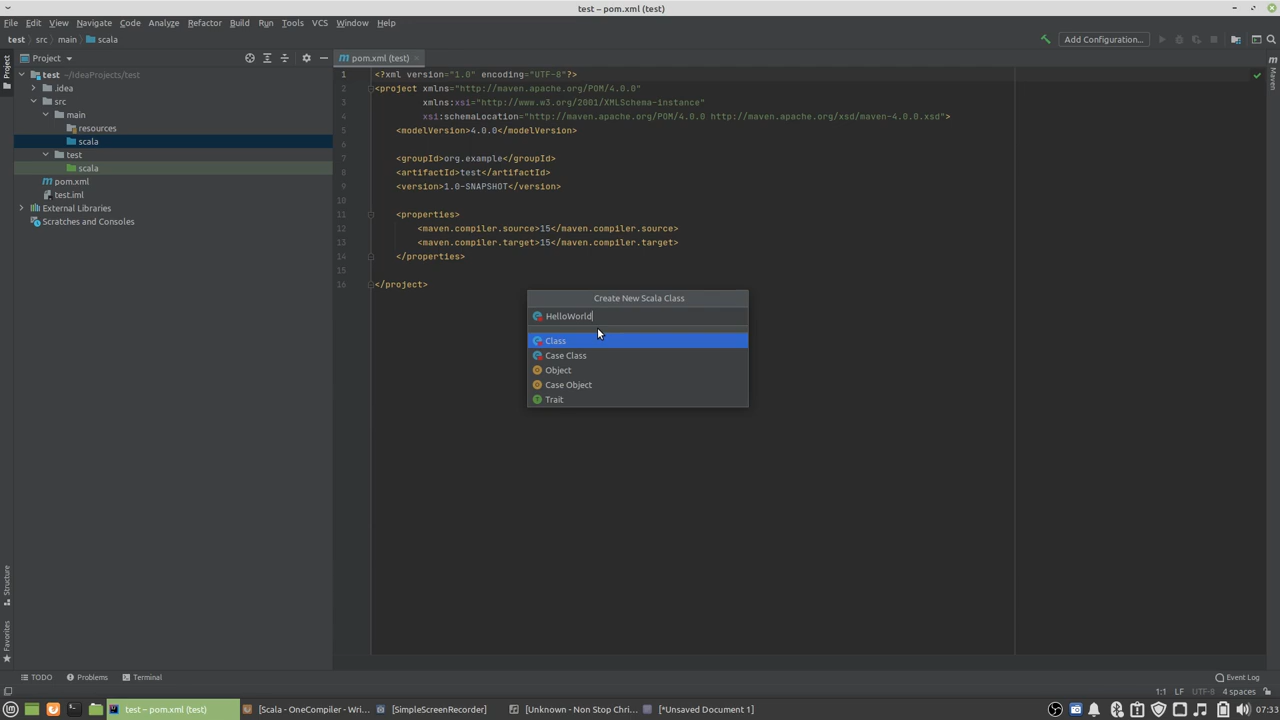 test – pom.xml (test)
File Edit View Navigate Code Analyze Refactor Build Run Tools VCS Window Help
test src main scala
Add Configuration...
Project
pom.xml (test)
Project
Maven
test ~/IdeaProjects/test
.idea
src
main
resources
scala
test
scala
pom.xml
test.iml
External Libraries
Scratches and Consoles
1 <?xml version="1.0" encoding="UTF-8"?>
2 <project xmlns="http://maven.apache.org/POM/4.0.0"
3 xmlns:xsi="http://www.w3.org/2001/XMLSchema-instance"
4 xsi:schemaLocation="http://maven.apache.org/POM/4.0.0 http://maven.apache.org/xsd/maven-4.0.0.xsd">
5 <modelVersion>4.0.0</modelVersion>
6
7 <groupId>org.example</groupId>
8 <artifactId>test</artifactId>
9 <version>1.0-SNAPSHOT</version>
10
11 <properties>
12 <maven.compiler.source>15</maven.compiler.source>
13 <maven.compiler.target>15</maven.compiler.target>
14 </properties>
15
16 </project>
Create New Scala Class
HelloWorld
Class
Case Class
Object
Case Object
Trait
Structure
Favorites
TODO Problems Terminal
Event Log
1:1 LF UTF-8 4 spaces
test – pom.xml (test) [Scala - OneCompiler - Wri... [SimpleScreenRecorder] [Unknown - Non Stop Chri... [*Unsaved Document 1] 07:33